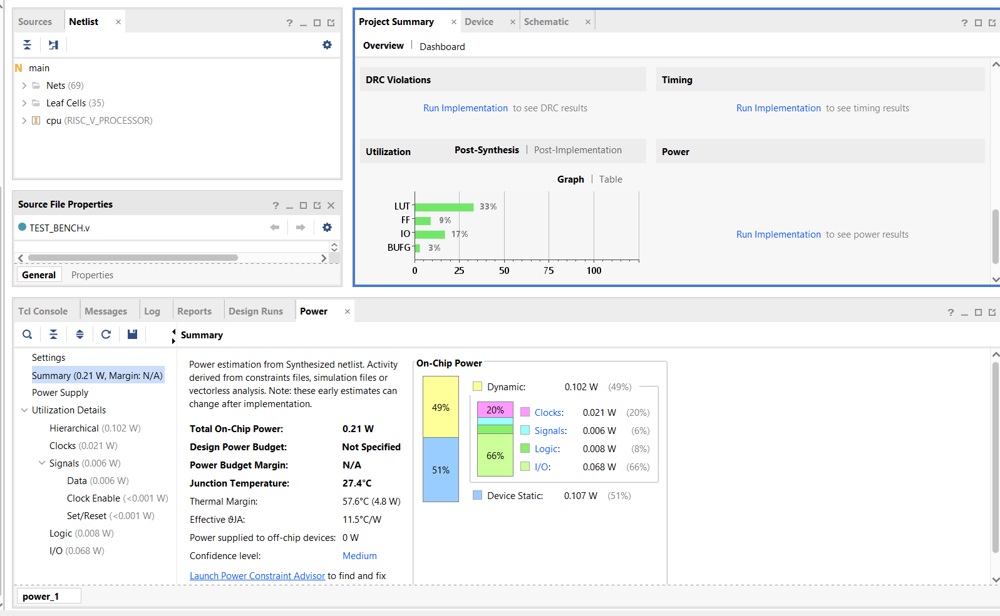 Sources
Netlist
N main
Nets (69)
Leaf Cells (35)
cpu (RISC_V_PROCESSOR)
Source File Properties
TEST_BENCH.v
General
Properties
Project Summary
Device
Schematic
Overview
Dashboard
DRC Violations
Run Implementation to see DRC results
Timing
Run Implementation to see timing results
Utilization
Post-Synthesis
Post-Implementation
Graph
Table
LUT 33%
FF 9%
IO 17%
BUFG 3%
0 25 50 75 100
Power
Run Implementation to see power results
Tcl Console
Messages
Log
Reports
Design Runs
Power
Settings
Summary (0.21 W, Margin: N/A)
Power Supply
Utilization Details
Hierarchical (0.102 W)
Clocks (0.021 W)
Signals (0.006 W)
Data (0.006 W)
Clock Enable (<0.001 W)
Set/Reset (<0.001 W)
Logic (0.008 W)
I/O (0.068 W)
Summary
Power estimation from Synthesized netlist. Activity
derived from constraints files, simulation files or
vectorless analysis. Note: these early estimates can
change after implementation.
Total On-Chip Power: 0.21 W
Design Power Budget: Not Specified
Power Budget Margin: N/A
Junction Temperature: 27.4°C
Thermal Margin: 57.6°C (4.8 W)
Effective ϑJA: 11.5°C/W
Power supplied to off-chip devices: 0 W
Confidence level: Medium
Launch Power Constraint Advisor to find and fix
On-Chip Power
49%
51%
Dynamic: 0.102 W (49%)
20%
66%
Clocks: 0.021 W (20%)
Signals: 0.006 W (6%)
Logic: 0.008 W (8%)
I/O: 0.068 W (66%)
Device Static: 0.107 W (51%)
power_1